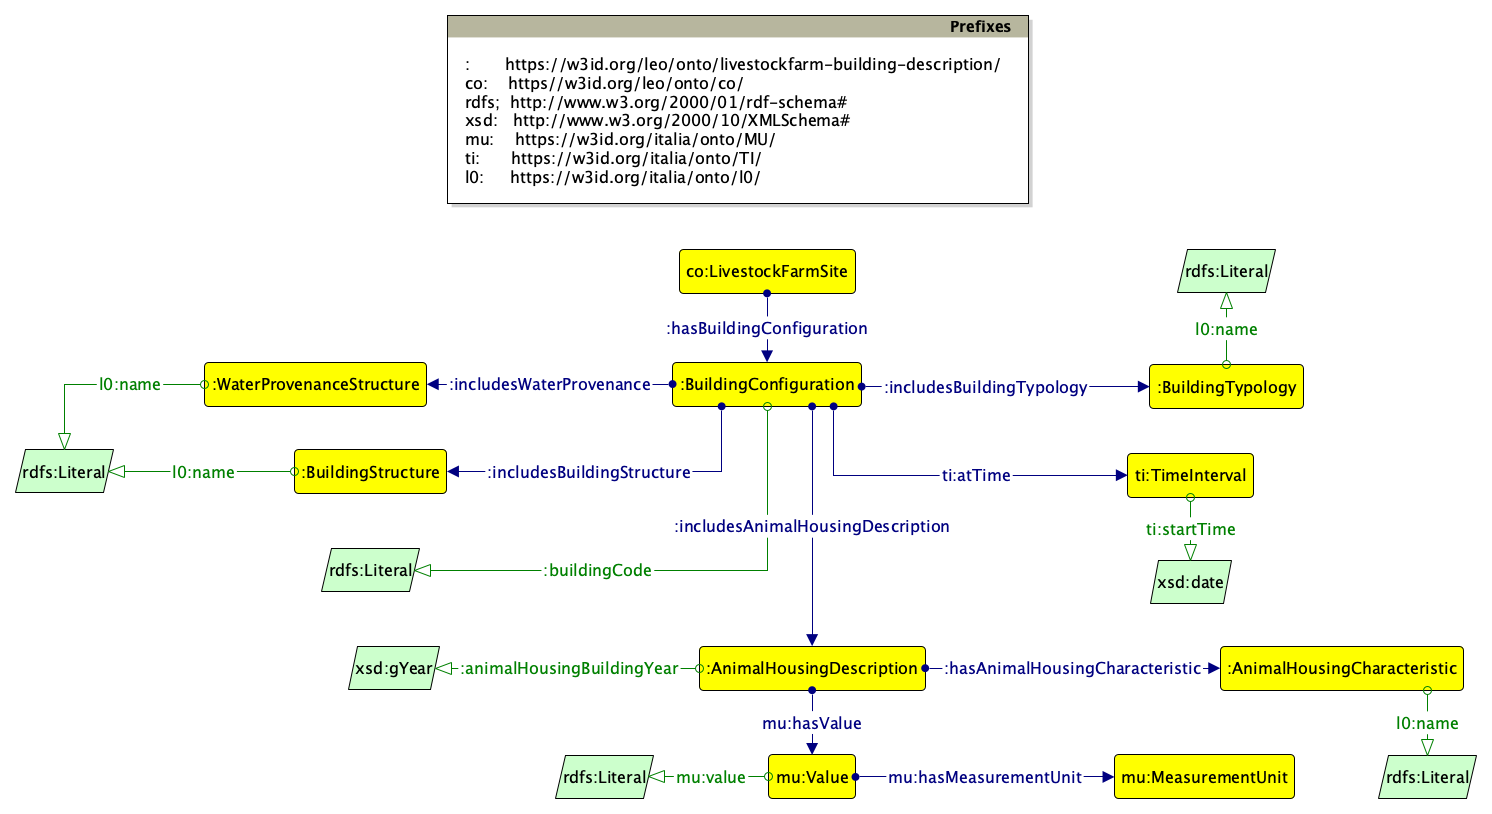 Prefixes
: https://w3id.org/leo/onto/livestockfarm-building-description/
co: https//w3id.org/leo/onto/co/
rdfs; http://www.w3.org/2000/01/rdf-schema#
xsd: http://www.w3.org/2000/10/XMLSchema#
mu: https://w3id.org/italia/onto/MU/
ti: https://w3id.org/italia/onto/TI/
l0: https://w3id.org/italia/onto/l0/
co:LivestockFarmSite
rdfs:Literal
:hasBuildingConfiguration
l0:name
l0:name
:WaterProvenanceStructure
:includesWaterProvenance
:BuildingConfiguration
:includesBuildingTypology
:BuildingTypology
rdfs:Literal
l0:name
:BuildingStructure
:includesBuildingStructure
ti:atTime
ti:TimeInterval
:includesAnimalHousingDescription
ti:startTime
rdfs:Literal
:buildingCode
xsd:date
xsd:gYear
:animalHousingBuildingYear
:AnimalHousingDescription
:hasAnimalHousingCharacteristic
:AnimalHousingCharacteristic
mu:hasValue
l0:name
rdfs:Literal
mu:value
mu:Value
mu:hasMeasurementUnit
mu:MeasurementUnit
rdfs:Literal